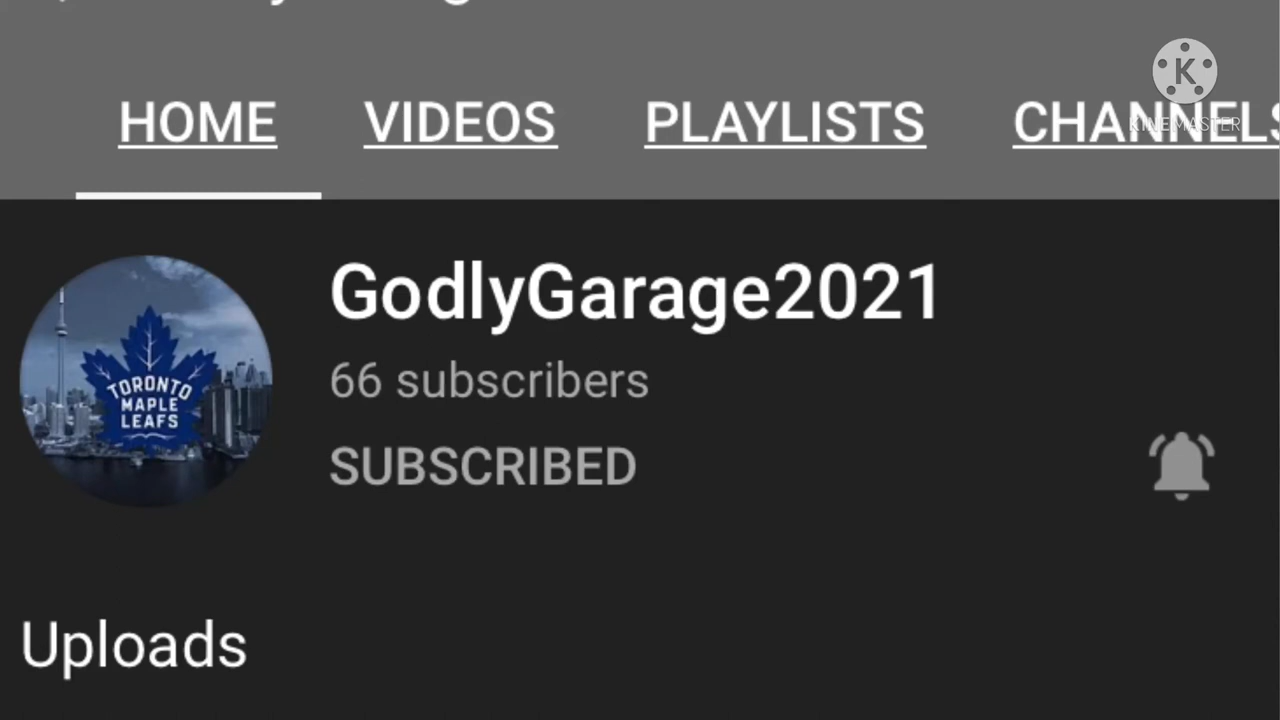 HOME VIDEOS PLAYLISTS CHANNELS
KINEMASTER
K
TORONTO
MAPLE
LEAFS
GodlyGarage2021
66 subscribers
SUBSCRIBED
Uploads